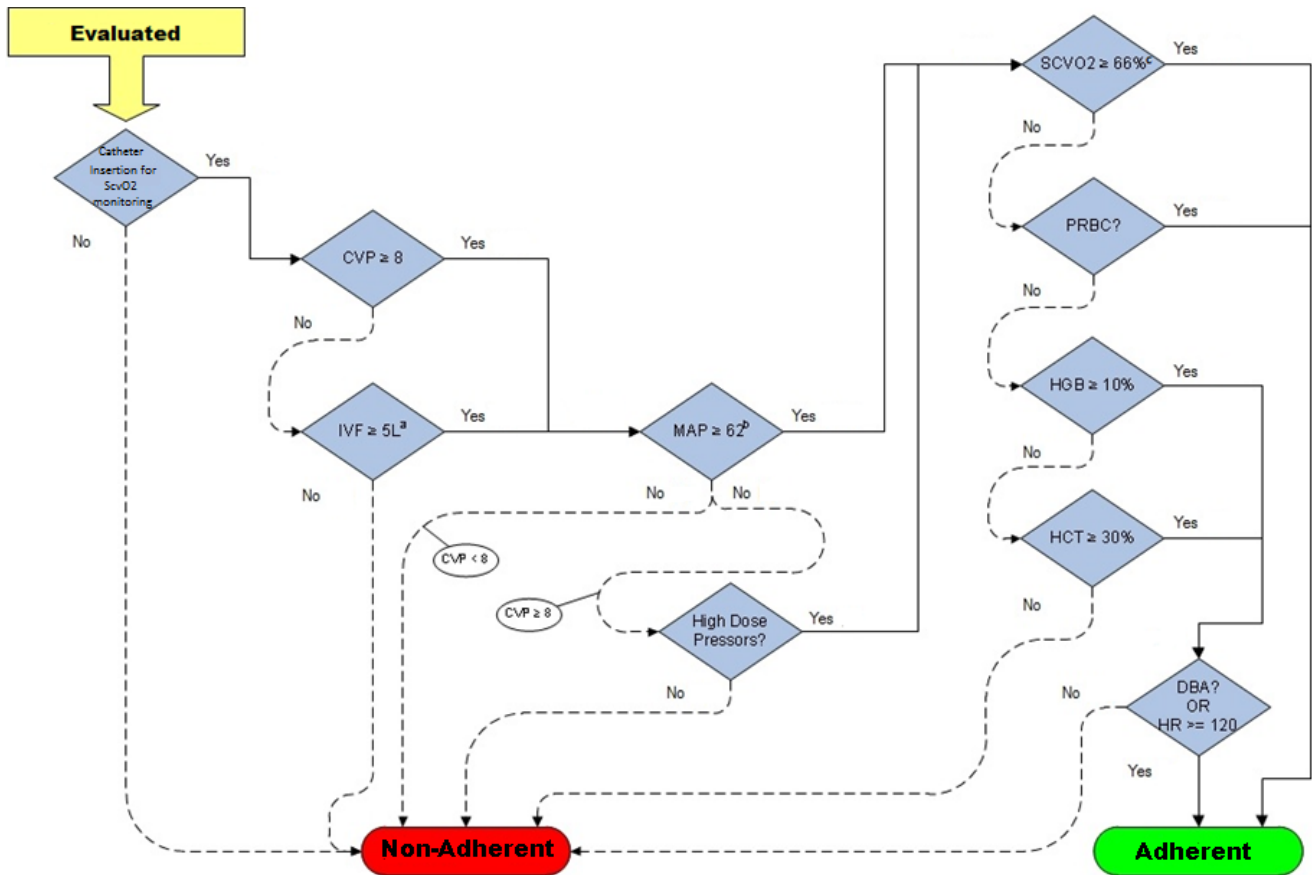 Evaluated
Catheter
Insertion for
ScvO2
monitoring
Yes
No
CVP ≥ 8
Yes
No
IVF ≥ 5Lᵃ
Yes
No
MAP ≥ 62ᵇ
Yes
No
No
CVP < 8
CVP ≥ 8
High Dose
Pressors?
Yes
No
SCVO2 ≥ 66%ᶜ
Yes
No
PRBC?
Yes
No
HGB ≥ 10%
Yes
No
HCT ≥ 30%
Yes
No
DBA?
OR
HR >= 120
No
Yes
Non-Adherent
Adherent